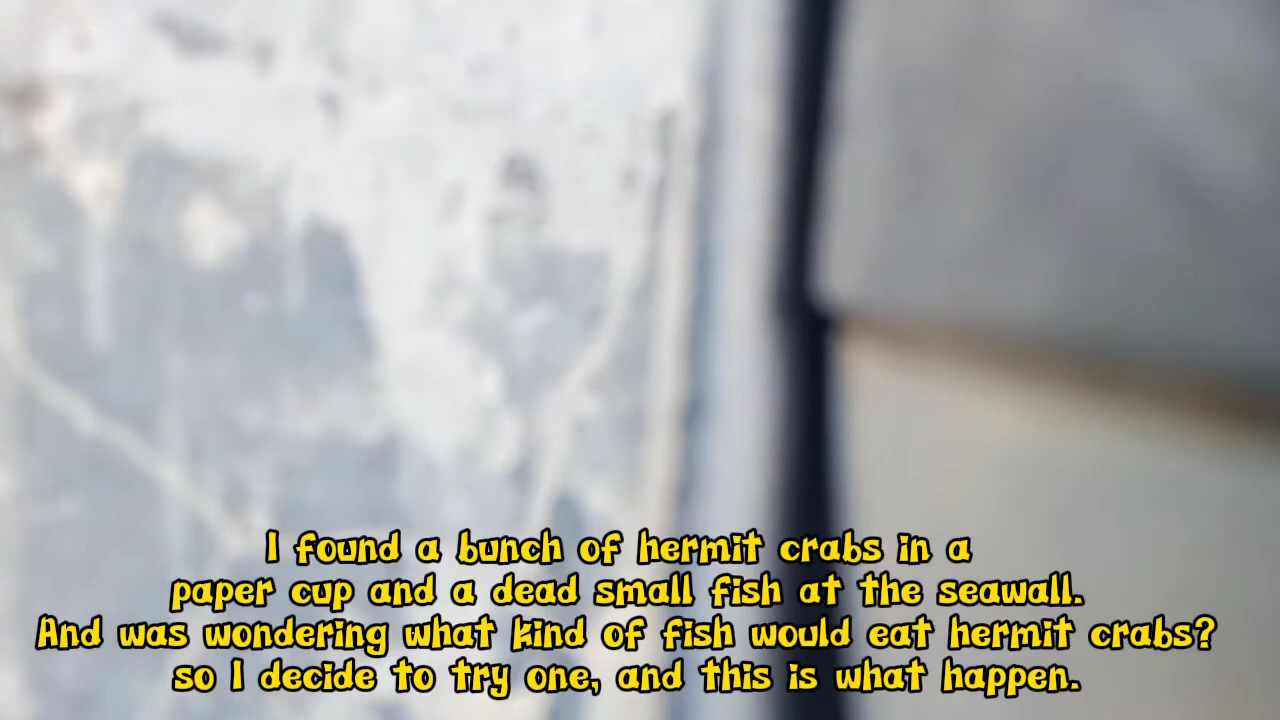 I found a bunch of hermit crabs in a
paper cup and a dead small fish at the seawall.
And was wondering what kind of fish would eat hermit crabs?
so I decide to try one, and this is what happen.